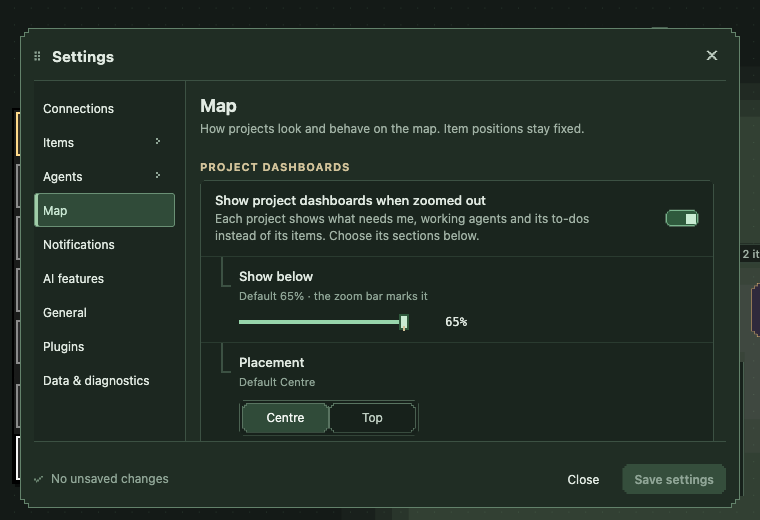 Settings
Connections
Items
Agents
Map
Notifications
AI features
General
Plugins
Data & diagnostics
Map
How projects look and behave on the map. Item positions stay fixed.
PROJECT DASHBOARDS
Show project dashboards when zoomed out
Each project shows what needs me, working agents and its to-dos
instead of its items. Choose its sections below.
Show below
Default 65% · the zoom bar marks it
65%
Placement
Default Centre
Centre
Top
No unsaved changes
Close
Save settings
2 it